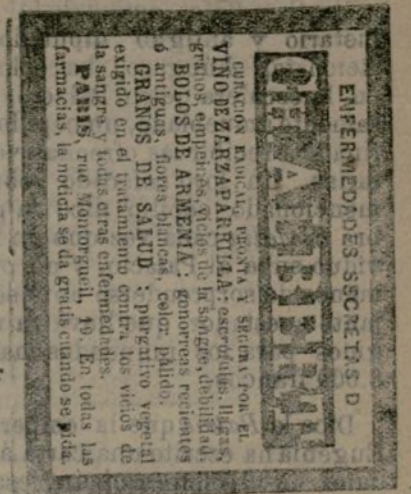 ENFERMEDADES SECRETAS D
CH ALBERT
CURACIÓN RADICAL, PRONTA Y SEGURA POR EL
VINO DE ZARZAPARRILLA: escrófulas, llagas,
granos, empeines, vicios de la sangre, debilidad.
BOLOS DE ARMENIA: gonorreas recientes
ó antiguas, flores blancas, color pálido.
GRANOS DE SALUD: purgativo vegetal
exigido en el tratamiento contra los vicios de
la sangre y todas otras enfermedades.
PARIS, rue Montorgueil, 19. En todas las
farmacias, la noticia se da gratis cuando se pida.